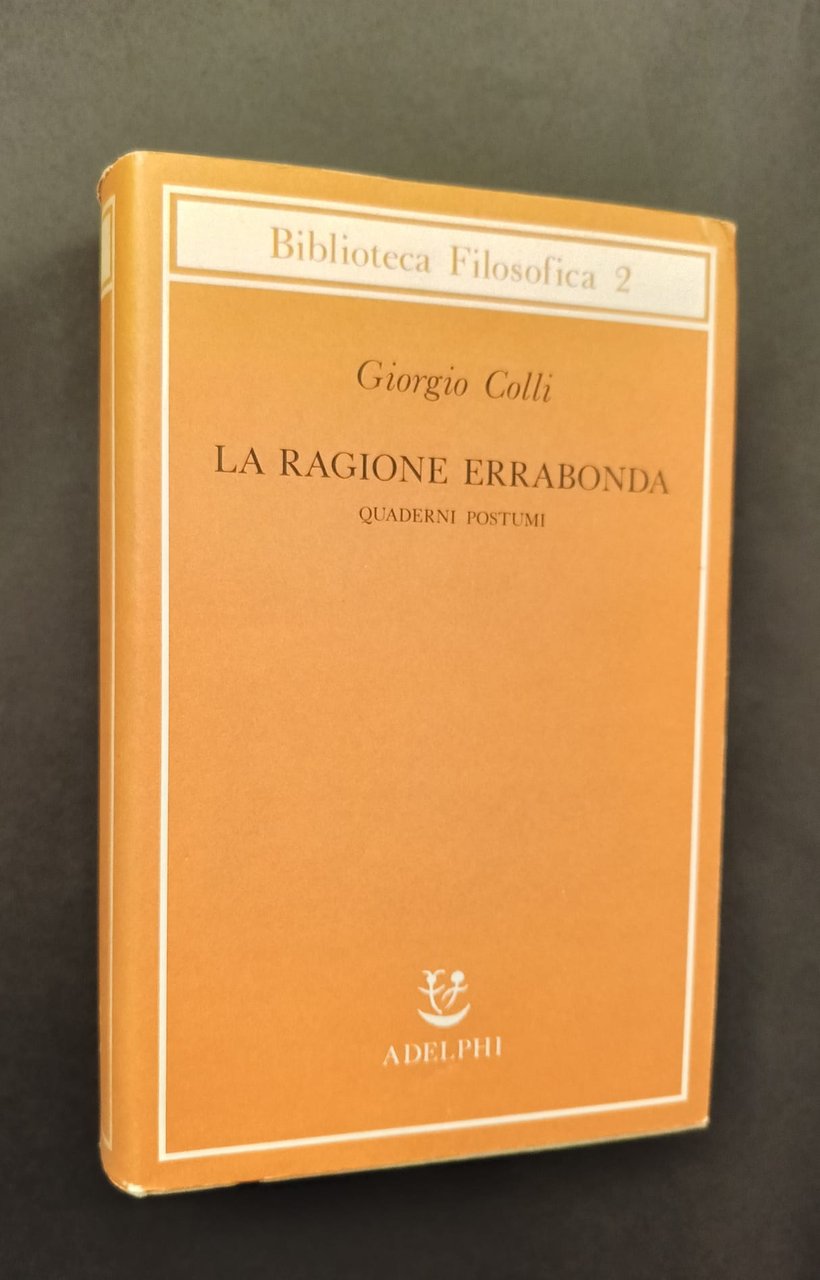 Biblioteca Filosofica 2
Giorgio Colli
LA RAGIONE ERRABONDA
QUADERNI POSTUMI
ADELPHI